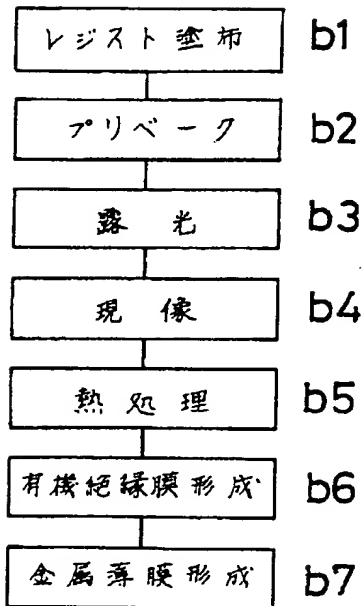 レジスト塗布 b1
プリベーク b2
露光 b3
現像 b4
熱処理 b5
有機絶縁膜形成 b6
金属薄膜形成 b7